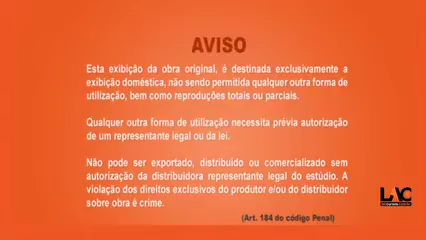 AVISO
Esta exibição da obra original, é destinada exclusivamente a
exibição doméstica, não sendo permitida qualquer outra forma de
utilização, bem como reproduções totais ou parciais.
Qualquer outra forma de utilização necessita prévia autorização
de um representante legal ou da lei.
Não pode ser exportado, distribuido ou comercializado sem
autorização da distribuidora representante legal do estúdio. A
violação dos direitos exclusivos do produtor e/ou do distribuidor
sobre obra é crime.
(Art. 184 do código Penal)
LAC